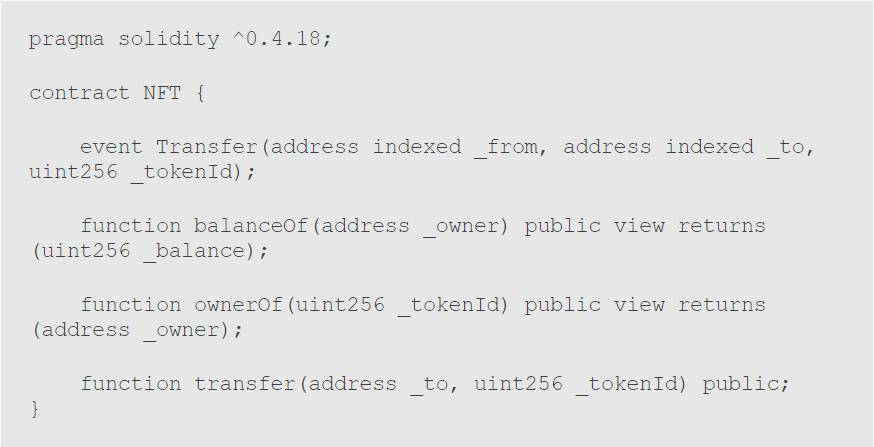 pragma solidity ^0.4.18;
contract NFT {
event Transfer(address indexed _from, address indexed _to,
uint256 _tokenId);
function balanceOf(address _owner) public view returns
(uint256 _balance);
function ownerOf(uint256 _tokenId) public view returns
(address _owner);
function transfer(address _to, uint256 _tokenId) public;
}